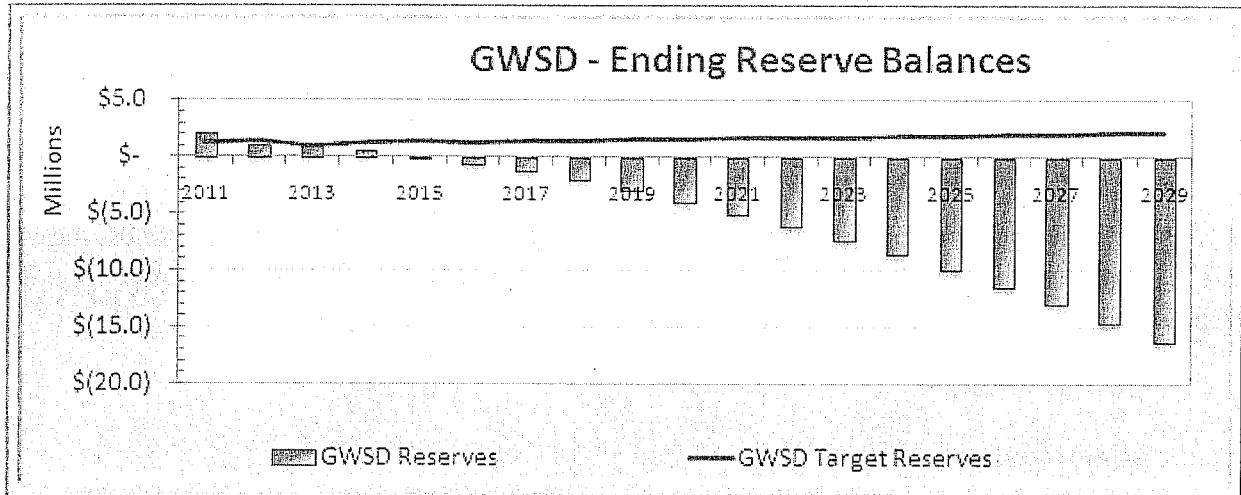 GWSD - Ending Reserve Balances
Millions
$5.0
$-
$(5.0)
$(10.0)
$(15.0)
$(20.0)
2011 2013 2015 2017 2019 2021 2023 2025 2027 2029
GWSD Reserves GWSD Target Reserves